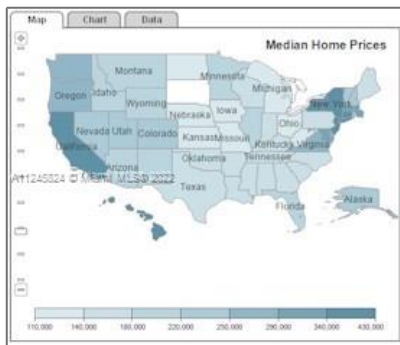 Map Chart Data
Median Home Prices
Montana Minnesota
Oregon Idaho Michigan New York
Wyoming Iowa
Nebraska Ohio
Nevada Utah Colorado Kansas Missouri Kentucky Virginia
California
Arizona Oklahoma Tennessee
A11245824 © Miami MLS® 2022
Texas
Florida Alaska
110,000 140,000 180,000 220,000 250,000 290,000 340,000 430,000